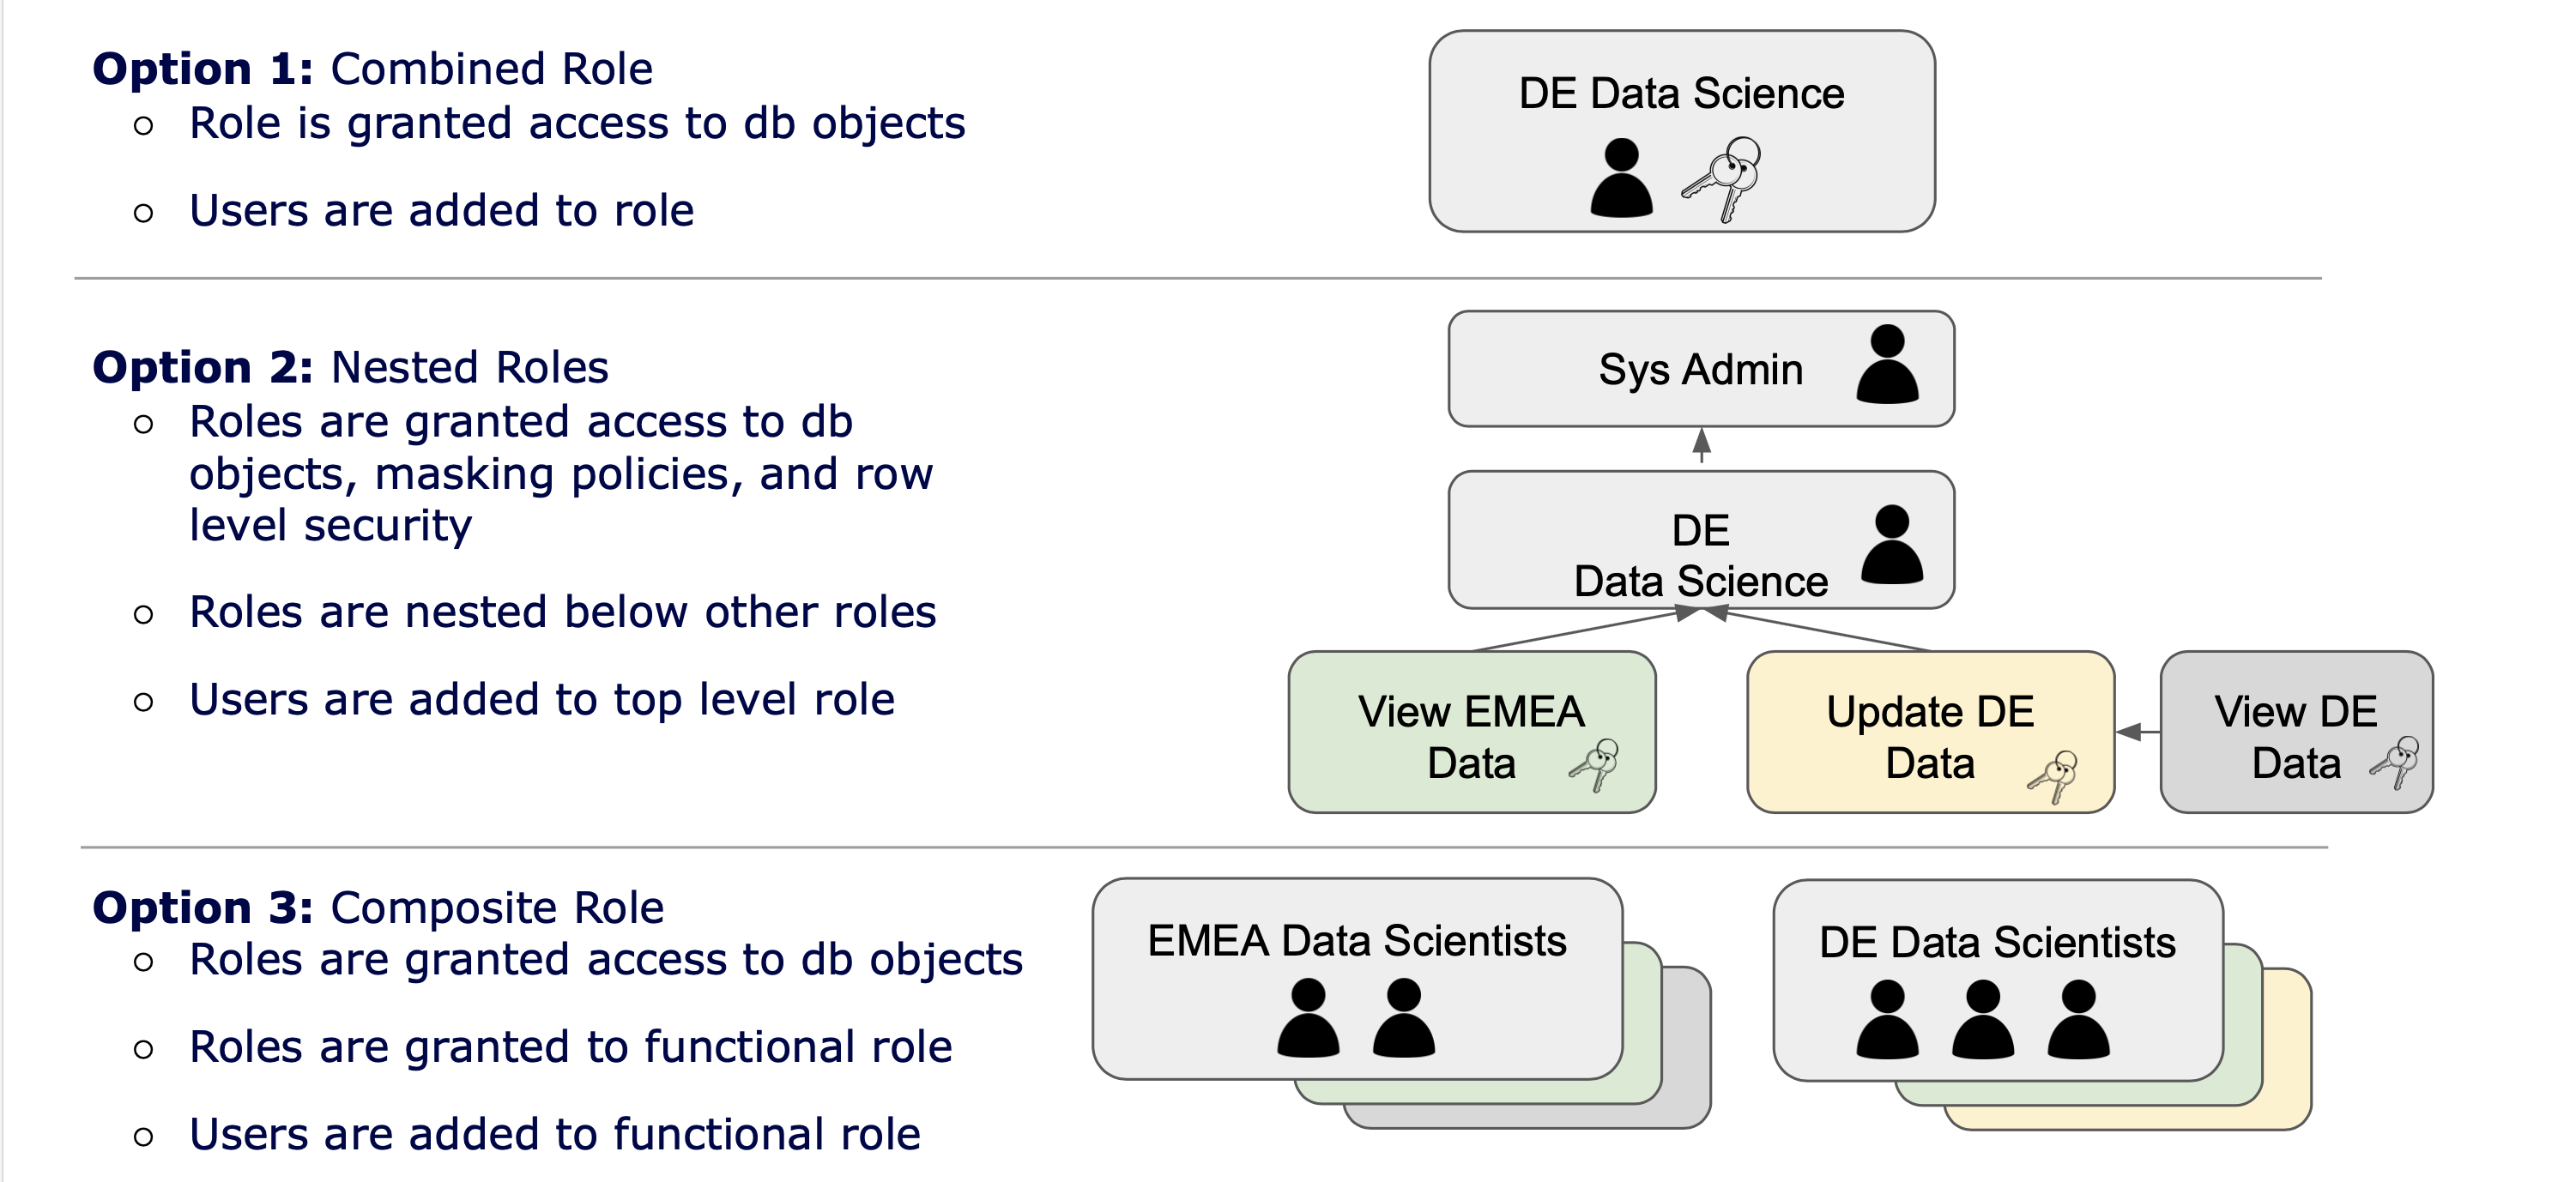 Option 1: Combined Role
Role is granted access to db objects
Users are added to role
DE Data Science
Option 2: Nested Roles
Roles are granted access to db
objects, masking policies, and row
level security
Roles are nested below other roles
Users are added to top level role
Sys Admin
DE
Data Science
View EMEA
Data
Update DE
Data
View DE
Data
Option 3: Composite Role
Roles are granted access to db objects
Roles are granted to functional role
Users are added to functional role
EMEA Data Scientists
DE Data Scientists